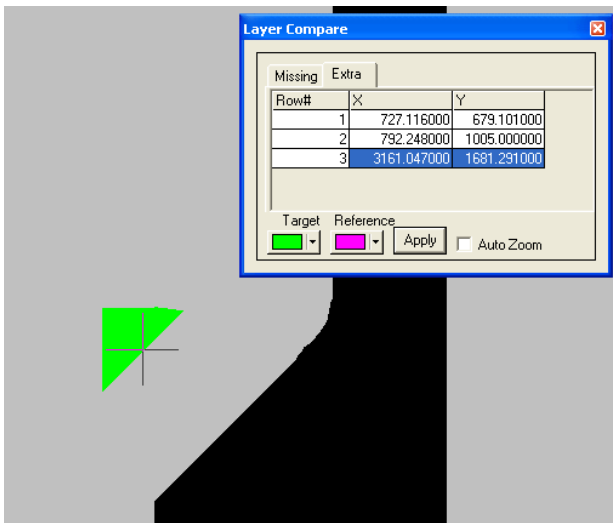 Layer Compare
Missing Extra
Row# X Y
1 727.116000 679.101000
2 792.248000 1005.000000
3 3161.047000 1681.291000
Target Reference
Apply Auto Zoom